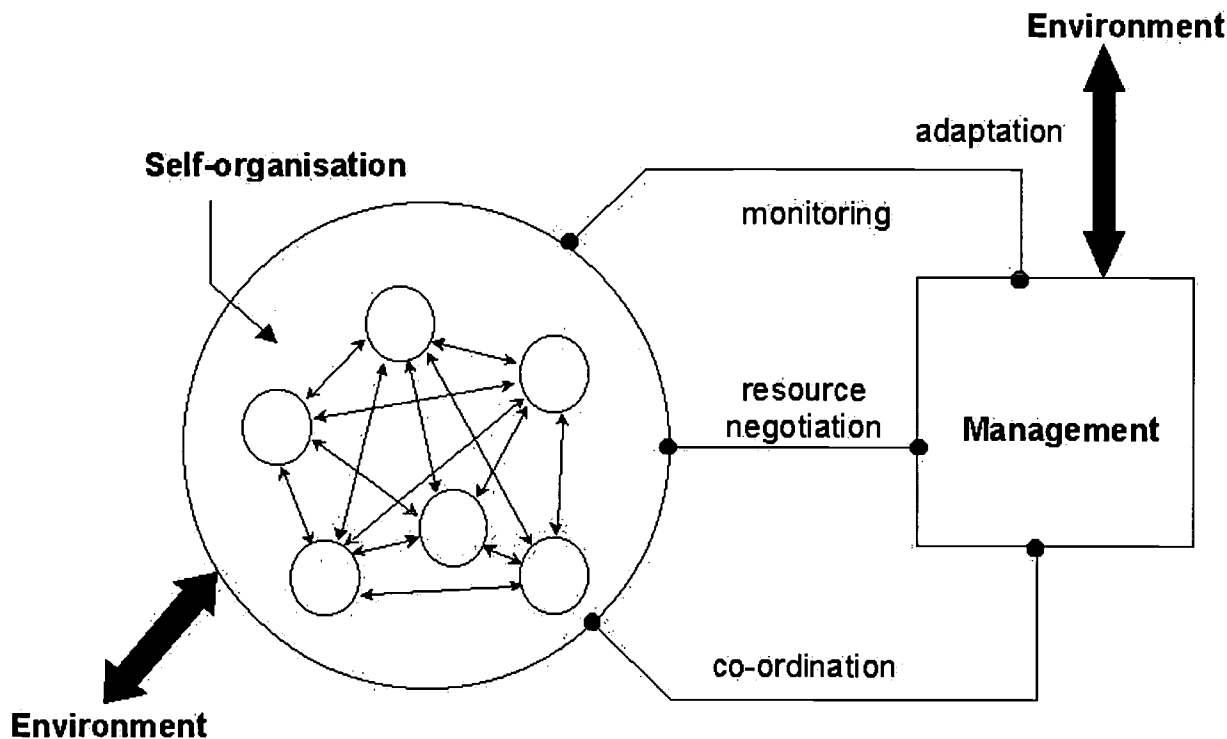 Environment
adaptation
Self-organisation
monitoring
resource
negotiation
Management
co-ordination
Environment